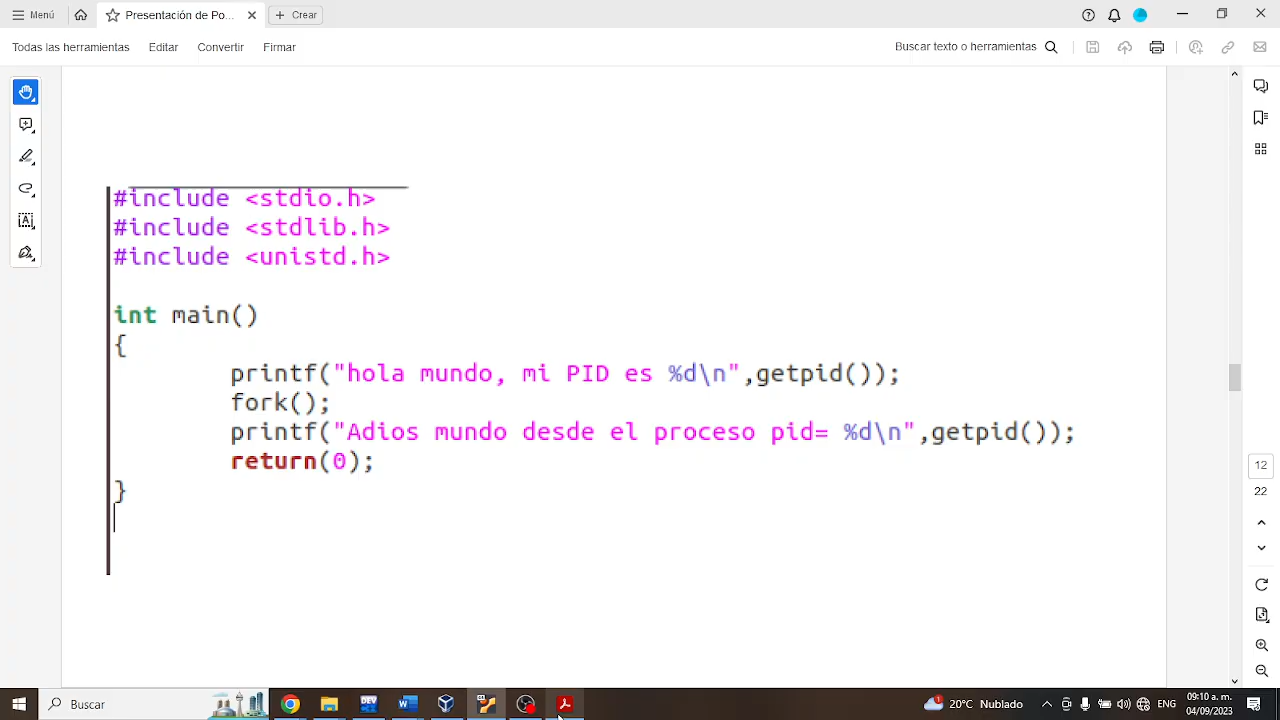 Menú
Presentación de Po...
Crear
Todas las herramientas
Editar
Convertir
Firmar
Buscar texto o herramientas
#include <stdio.h>
#include <stdlib.h>
#include <unistd.h>
int main()
{
printf("hola mundo, mi PID es %d\n",getpid());
fork();
printf("Adios mundo desde el proceso pid= %d\n",getpid());
return(0);
}
12
22
Buscar
DEV
20°C Nublado
ENG
09:10 a.m.
04/09/2023